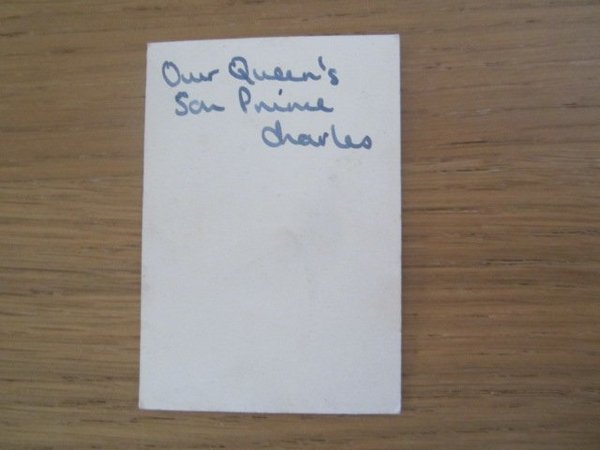 Our Queen's
Son Prince
Charles